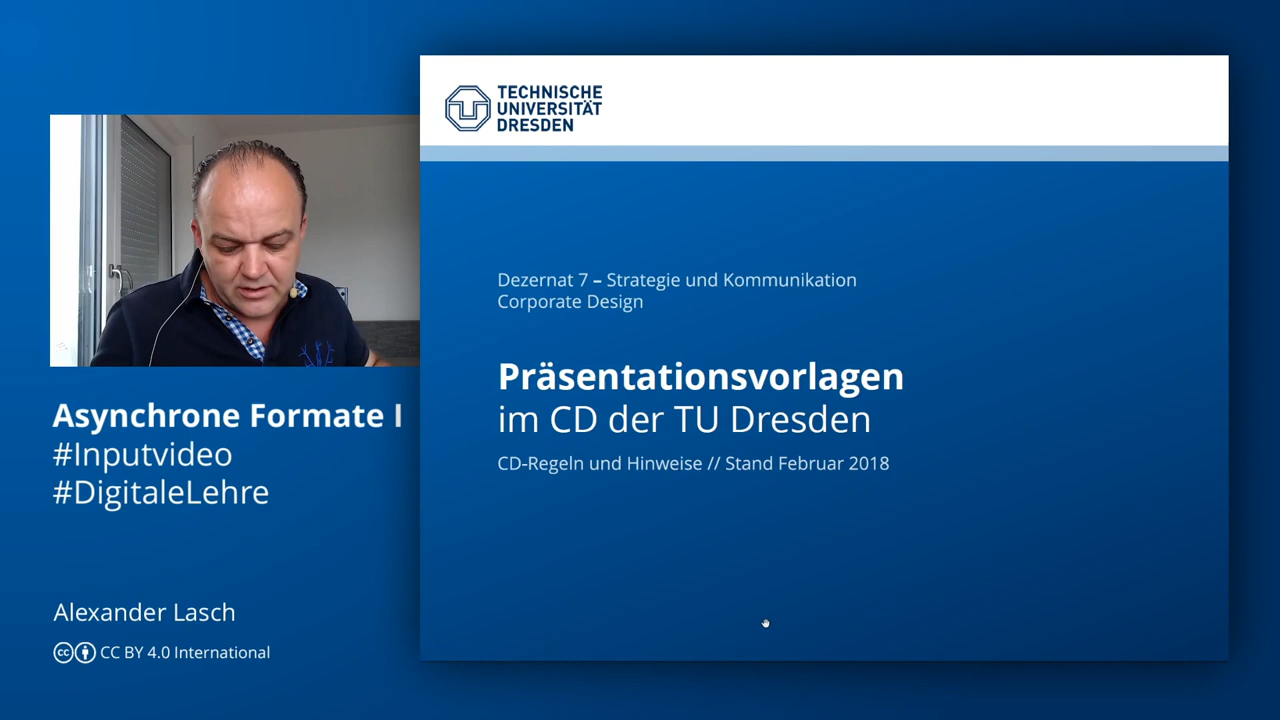 TECHNISCHE
UNIVERSITÄT
DRESDEN
Dezernat 7 – Strategie und Kommunikation
Corporate Design
Präsentationsvorlagen
im CD der TU Dresden
CD-Regeln und Hinweise // Stand Februar 2018
Asynchrone Formate I
#Inputvideo
#DigitaleLehre
Alexander Lasch
CC BY 4.0 International